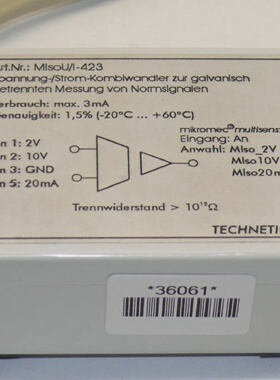 Art.Nr.: MIsoU/I-423
pannung-/Strom-Kombiwandler zur galvanisch
etrennten Messung von Normsignalen
erbrauch: max. 3mA
enauigkeit: 1,5% (-20°C ... +60°C)
n 1: 2V
n 2: 10V
n 3: GND
n 5: 20mA
mikromec®multisens
Eingang: An
Anwahl: MIso_2V
MIso10V
MIso20m
Trennwiderstand > 10¹²Ω
TECHNETI
*36061*